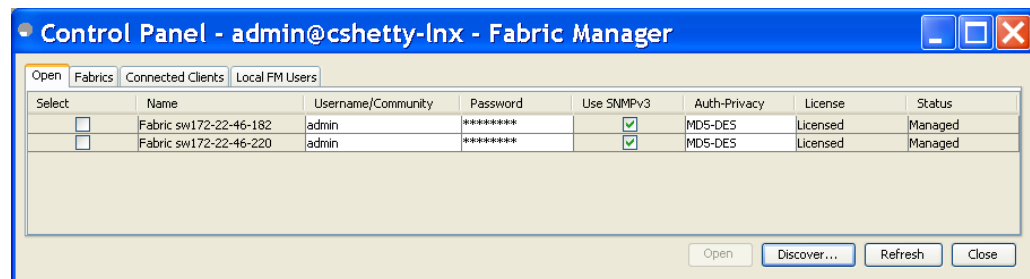 Control Panel - admin@cshetty-lnx - Fabric Manager
Open Fabrics Connected Clients Local FM Users
Select Name Username/Community Password Use SNMPv3 Auth-Privacy License Status
Fabric sw172-22-46-182 admin ******** MD5-DES Licensed Managed
Fabric sw172-22-46-220 admin ******** MD5-DES Licensed Managed
Open Discover... Refresh Close